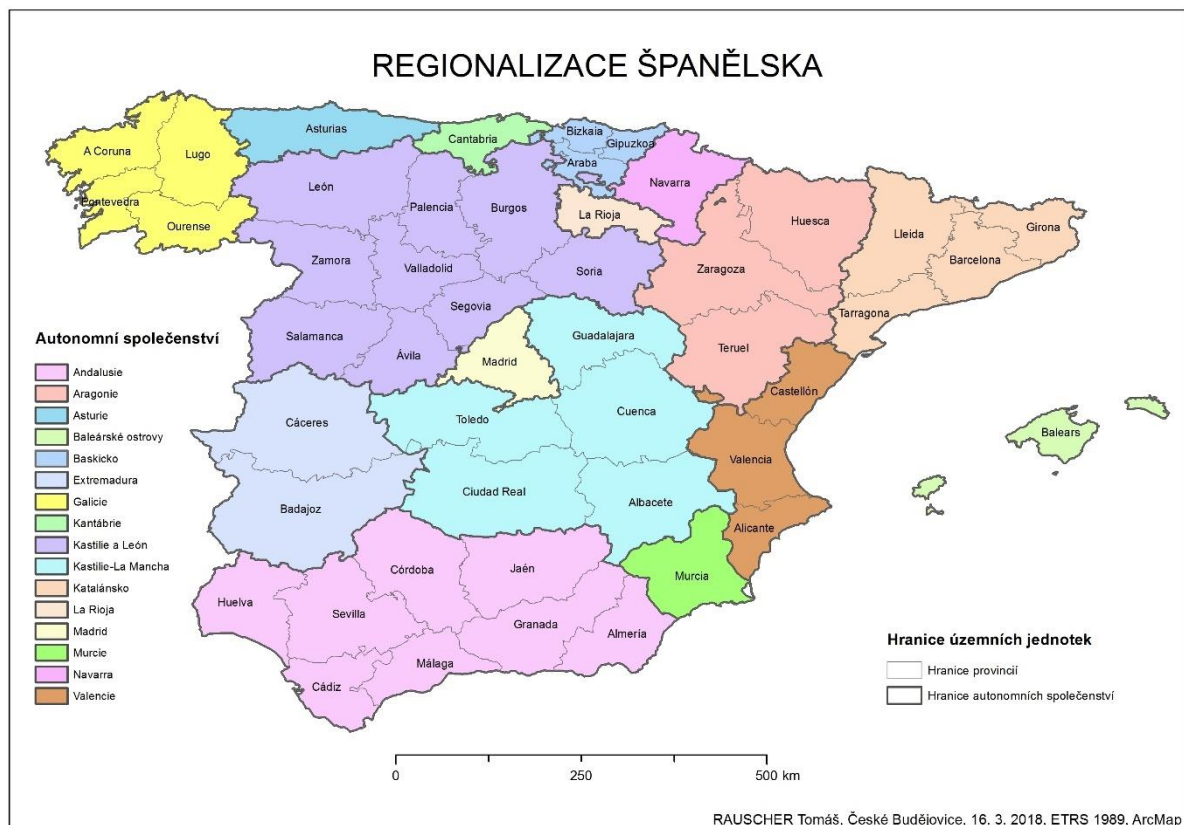 REGIONALIZACE ŠPANĚLSKA
A Coruna
Lugo
Pontevedra
Ourense
Asturias
Cantabria
Bizkaia
Gipuzkoa
Araba
Navarra
La Rioja
León
Palencia
Burgos
Zamora
Valladolid
Soria
Segovia
Salamanca
Ávila
Huesca
Zaragoza
Teruel
Lleida
Girona
Barcelona
Tarragona
Madrid
Guadalajara
Toledo
Cuenca
Ciudad Real
Albacete
Castellón
Valencia
Alicante
Balears
Cáceres
Badajoz
Murcia
Huelva
Sevilla
Córdoba
Jaén
Granada
Almería
Málaga
Cádiz
Autonomní společenství
Andalusie
Aragonie
Asturie
Baleárské ostrovy
Baskicko
Extremadura
Galicie
Kantábrie
Kastilie a León
Kastilie-La Mancha
Katalánsko
La Rioja
Madrid
Murcie
Navarra
Valencie
Hranice územních jednotek
Hranice provincií
Hranice autonomních společenství
0 250 500 km
RAUSCHER Tomáš, České Budějovice, 16. 3. 2018, ETRS 1989, ArcMap